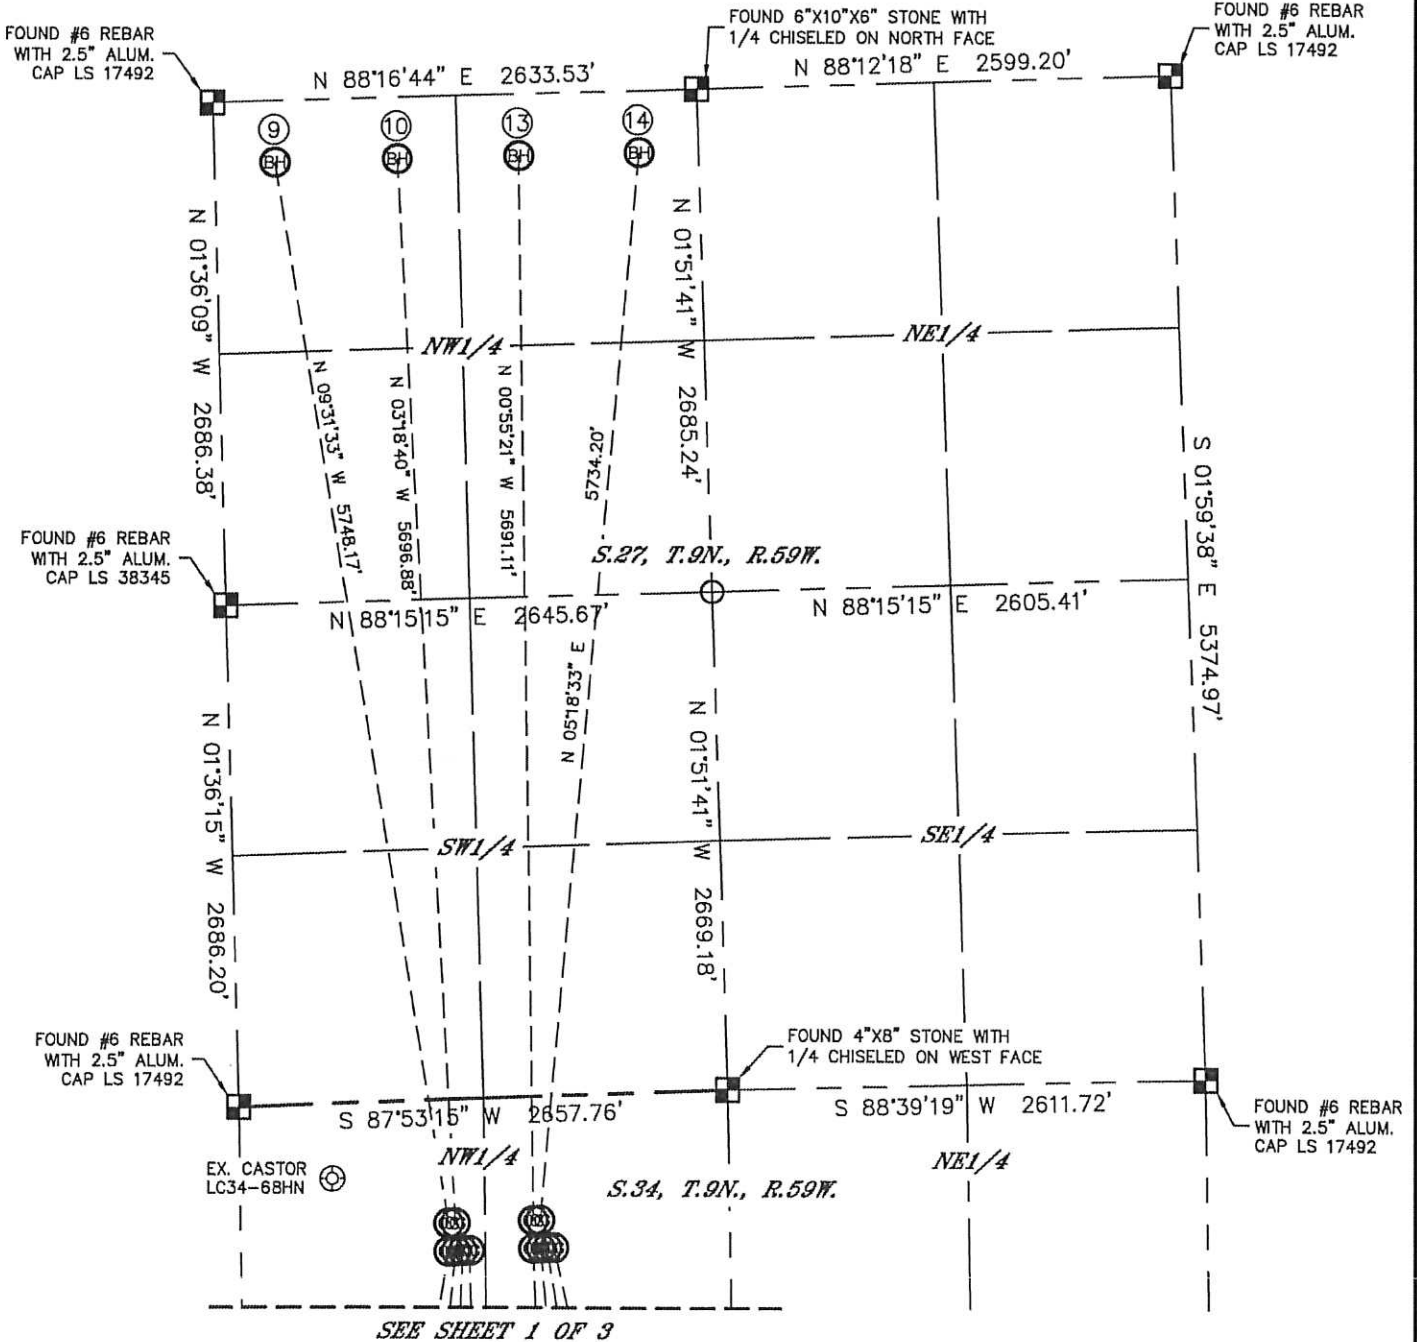 FOUND #6 REBAR
WITH 2.5" ALUM.
CAP LS 17492
FOUND 6"X10"X6" STONE WITH
1/4 CHISELED ON NORTH FACE
FOUND #6 REBAR
WITH 2.5" ALUM.
CAP LS 17492
N 88°16'44" E 2633.53'
N 88°12'18" E 2599.20'
9
10
13
14
BH
BH
BH
BH
N 01°36'09" W 2686.38'
N 01°51'41" W 2685.24'
NW1/4
NE1/4
N 09°31'33" W 5748.17'
N 03°18'40" W 5696.88'
N 00°55'21" W 5691.11'
N 05°18'33" E 5734.20'
S 01°59'38" E 5374.97'
FOUND #6 REBAR
WITH 2.5" ALUM.
CAP LS 38345
S.27, T.9N., R.59W.
N 88°15'15" E 2645.67'
N 88°15'15" E 2605.41'
N 01°36'15" W 2686.20'
N 01°51'41" W 2669.18'
SW1/4
SE1/4
FOUND #6 REBAR
WITH 2.5" ALUM.
CAP LS 17492
FOUND 4"X8" STONE WITH
1/4 CHISELED ON WEST FACE
S 87°53'15" W 2657.76'
S 88°39'19" W 2611.72'
FOUND #6 REBAR
WITH 2.5" ALUM.
CAP LS 17492
NW1/4
NE1/4
EX. CASTOR
LC34-68HN
S.34, T.9N., R.59W.
SEE SHEET 1 OF 3